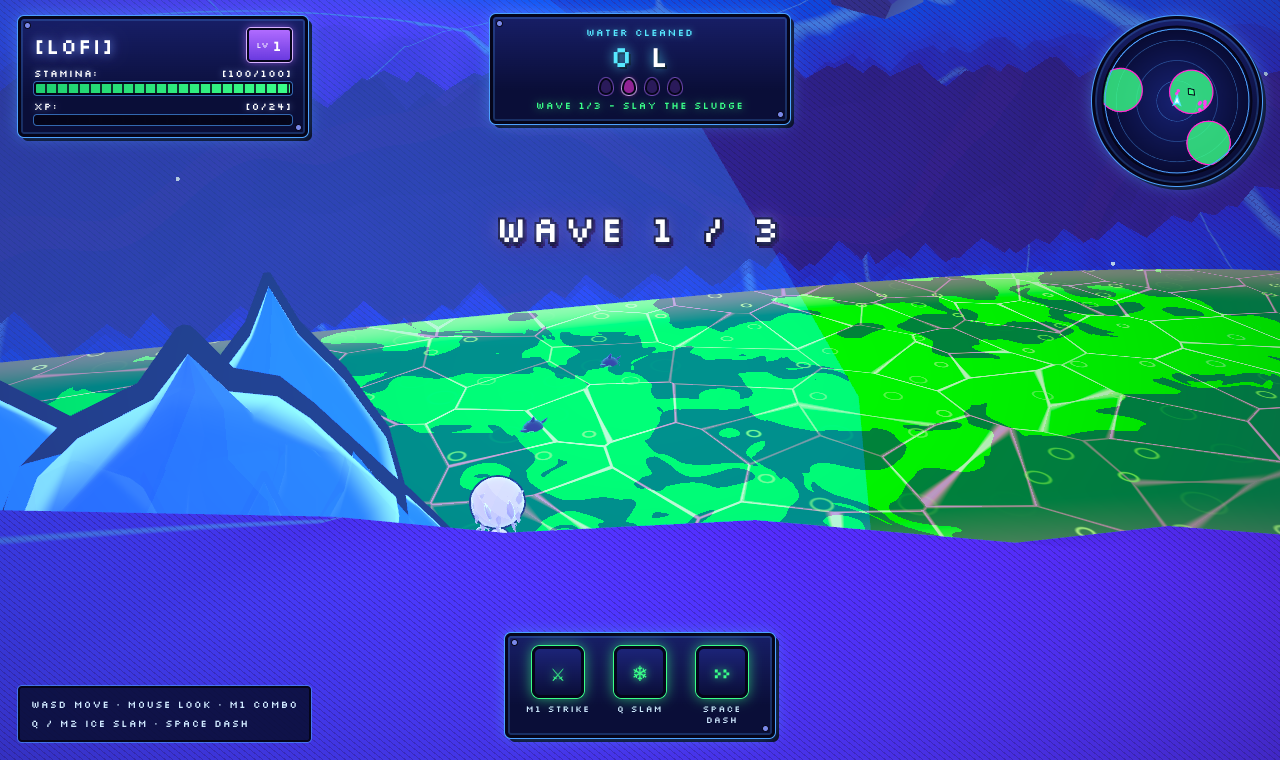 [LOFI]
LV 1
STAMINA: [100/100]
XP: [0/24]
WATER CLEANED
0 L
WAVE 1/3 - SLAY THE SLUDGE
WAVE 1 / 3
M1 STRIKE
Q SLAM
SPACE
DASH
WASD MOVE · MOUSE LOOK · M1 COMBO
Q / M2 ICE SLAM · SPACE DASH